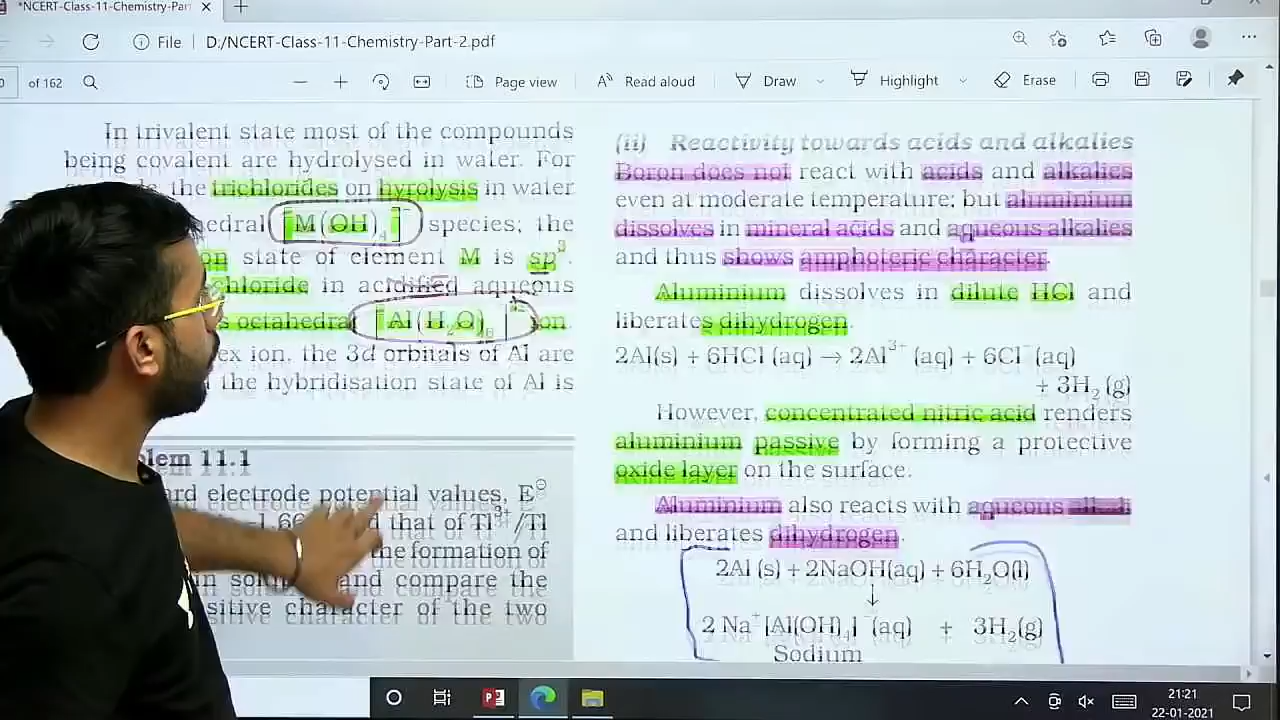 *NCERT-Class-11-Chemistry-Part
File
D:/NCERT-Class-11-Chemistry-Part-2.pdf
of 162
Page view
Read aloud
Draw
Highlight
Erase
In trivalent state most of the compounds
being covalent are hydrolysed in water. For
the trichlorides on hyrolysis in water
[M(OH)4]⁻ species; the
state of element M is sp³.
chloride in acidified aqueous
octahedral [Al(H2O)6]³⁺ ion.
ion, the 3d orbitals of Al are
the hybridisation state of Al is
11.1
electrode potential values, E⊖
that of Tl³⁺/Tl
the formation of
in and compare the
character of the two
(ii) Reactivity towards acids and alkalies
Boron does not react with acids and alkalies
even at moderate temperature; but aluminium
dissolves in mineral acids and aqueous alkalies
and thus shows amphoteric character.
Aluminium dissolves in dilute HCl and
liberates dihydrogen.
2Al(s) + 6HCl (aq) → 2Al³⁺ (aq) + 6Cl⁻ (aq)
+ 3H2 (g)
However, concentrated nitric acid renders
aluminium passive by forming a protective
oxide layer on the surface.
Aluminium also reacts with aqueous alkali
and liberates dihydrogen.
2Al (s) + 2NaOH(aq) + 6H2O(l)
↓
2 Na⁺ [Al(OH)4]⁻ (aq) + 3H2(g)
Sodium
21:21
22-01-2021